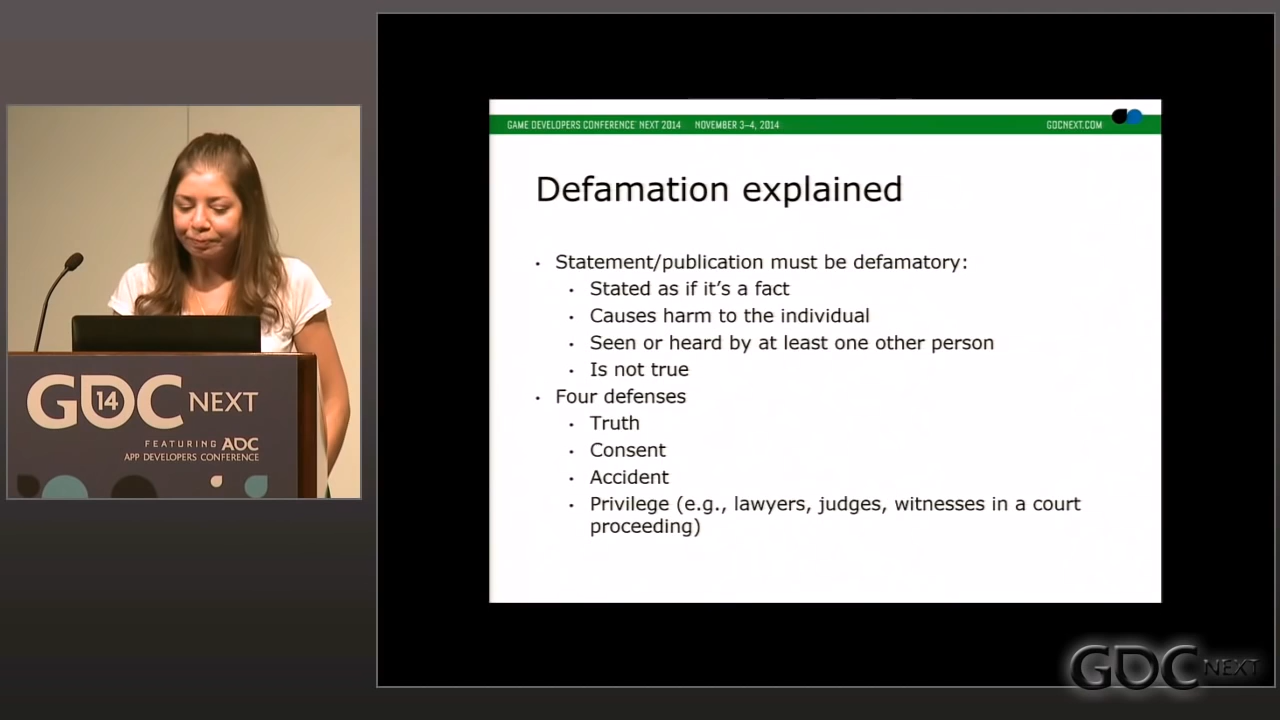 GAME DEVELOPERS CONFERENCE® NEXT 2014 NOVEMBER 3–4, 2014 GDCNEXT.COM
Defamation explained
• Statement/publication must be defamatory:
• Stated as if it’s a fact
• Causes harm to the individual
• Seen or heard by at least one other person
• Is not true
• Four defenses
• Truth
• Consent
• Accident
• Privilege (e.g., lawyers, judges, witnesses in a court
proceeding)
GDC 14 NEXT
FEATURING ADC
APP DEVELOPERS CONFERENCE
GDC NEXT